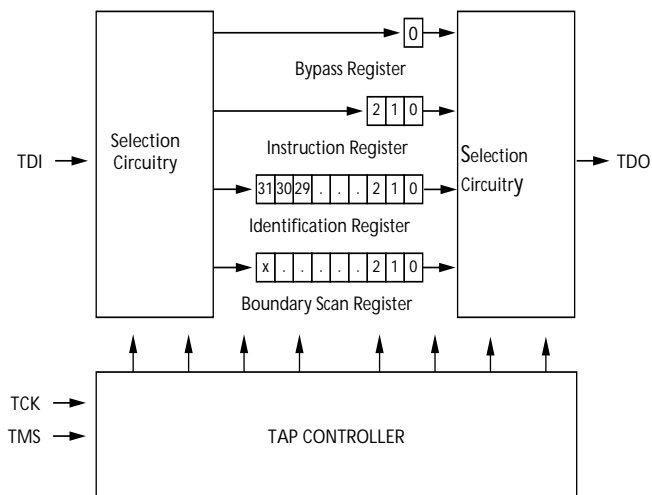 0
Bypass Register
2 1 0
Selection
Circuitry
Instruction Register
Selection
Circuitry
TDI
TDO
31 30 29 . . . 2 1 0
Identification Register
x . . . . . 2 1 0
Boundary Scan Register
TCK
TMS
TAP CONTROLLER